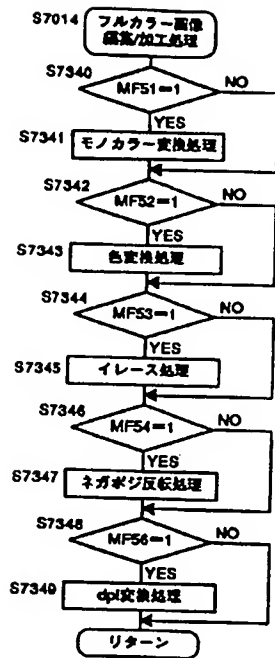 S7014
フルカラー画像
編集/加工処理
S7340
MF51=1
NO
YES
S7341
モノカラー変換処理
S7342
MF52=1
NO
YES
S7343
色変換処理
S7344
MF53=1
NO
YES
S7345
イレース処理
S7346
MF54=1
NO
YES
S7347
ネガポジ反転処理
S7348
MF56=1
NO
YES
S7349
dpi変換処理
リターン